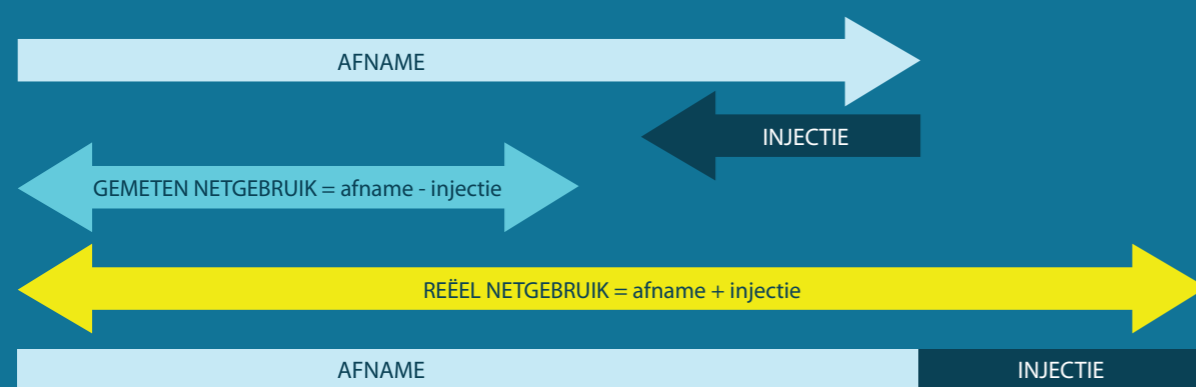 AFNAME
INJECTIE
GEMETEN NETGEBRUIK = afname - injectie
REËEL NETGEBRUIK = afname + injectie
AFNAME INJECTIE